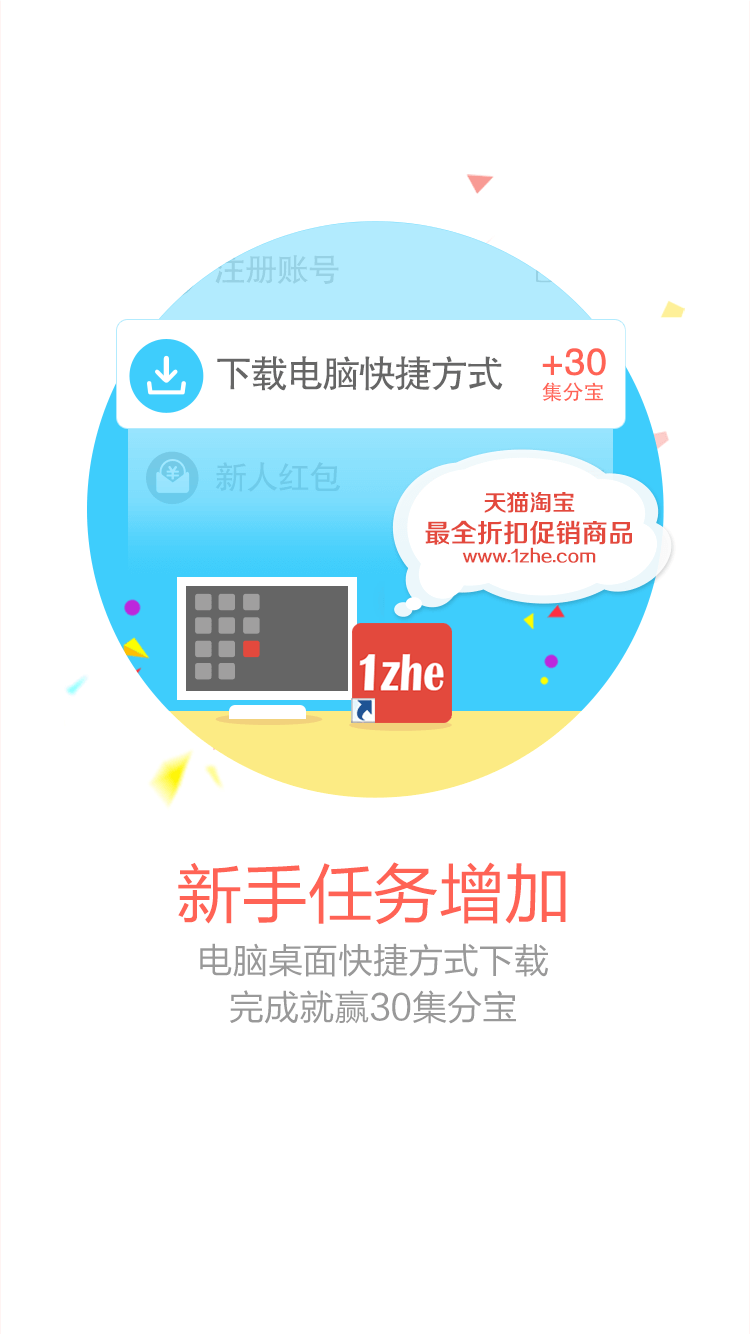 注册账号
下载电脑快捷方式
+30
集分宝
新人红包
天猫淘宝
最全折扣促销商品
www.1zhe.com
1zhe
新手任务增加
电脑桌面快捷方式下载
完成就赢30集分宝